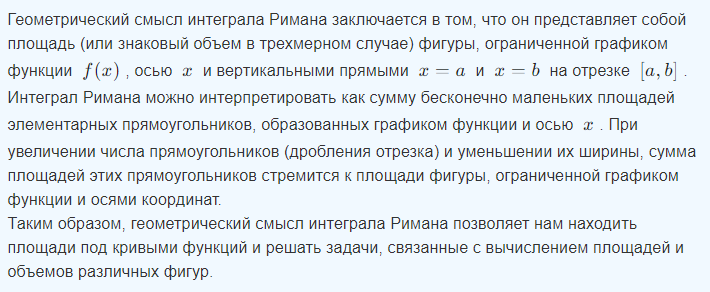 Геометрический смысл интеграла Римана заключается в том, что он представляет собой
площадь (или знаковый объем в трехмерном случае) фигуры, ограниченной графиком
функции f(x) , осью x и вертикальными прямыми x = a и x = b на отрезке [a, b] .
Интеграл Римана можно интерпретировать как сумму бесконечно маленьких площадей
элементарных прямоугольников, образованных графиком функции и осью x . При
увеличении числа прямоугольников (дробления отрезка) и уменьшении их ширины, сумма
площадей этих прямоугольников стремится к площади фигуры, ограниченной графиком
функции и осями координат.
Таким образом, геометрический смысл интеграла Римана позволяет нам находить
площади под кривыми функций и решать задачи, связанные с вычислением площадей и
объемов различных фигур.